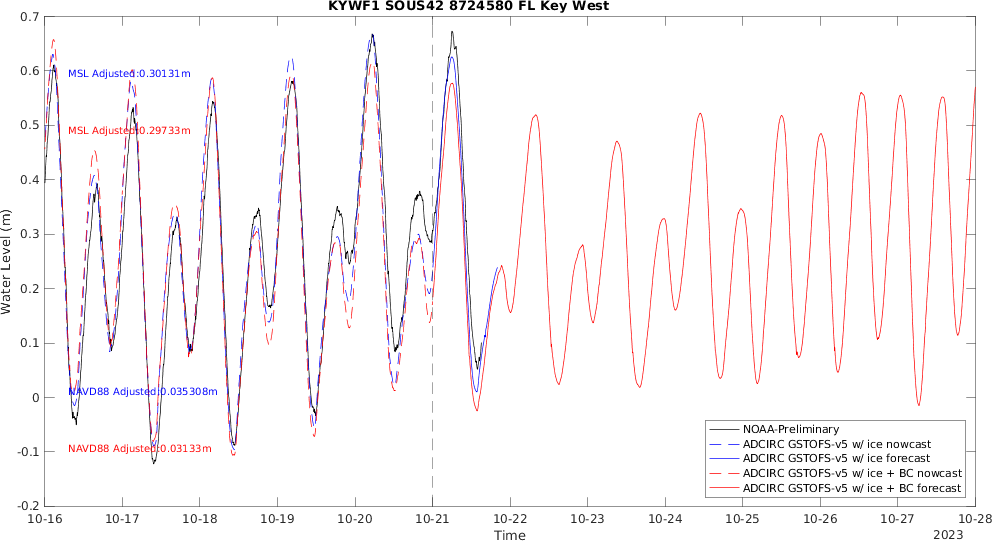 KYWF1 SOUS42 8724580 FL Key West
0.7
0.6
0.5
0.4
0.3
0.2
0.1
0
-0.1
-0.2
Water Level (m)
MSL Adjusted:0.30131m
MSL Adjusted:0.29733m
NAVD88 Adjusted:0.035308m
NAVD88 Adjusted:0.03133m
NOAA-Preliminary
ADCIRC GSTOFS-v5 w/ ice nowcast
ADCIRC GSTOFS-v5 w/ ice forecast
ADCIRC GSTOFS-v5 w/ ice + BC nowcast
ADCIRC GSTOFS-v5 w/ ice + BC forecast
10-16 10-17 10-18 10-19 10-20 10-21 10-22 10-23 10-24 10-25 10-26 10-27 10-28
Time
2023